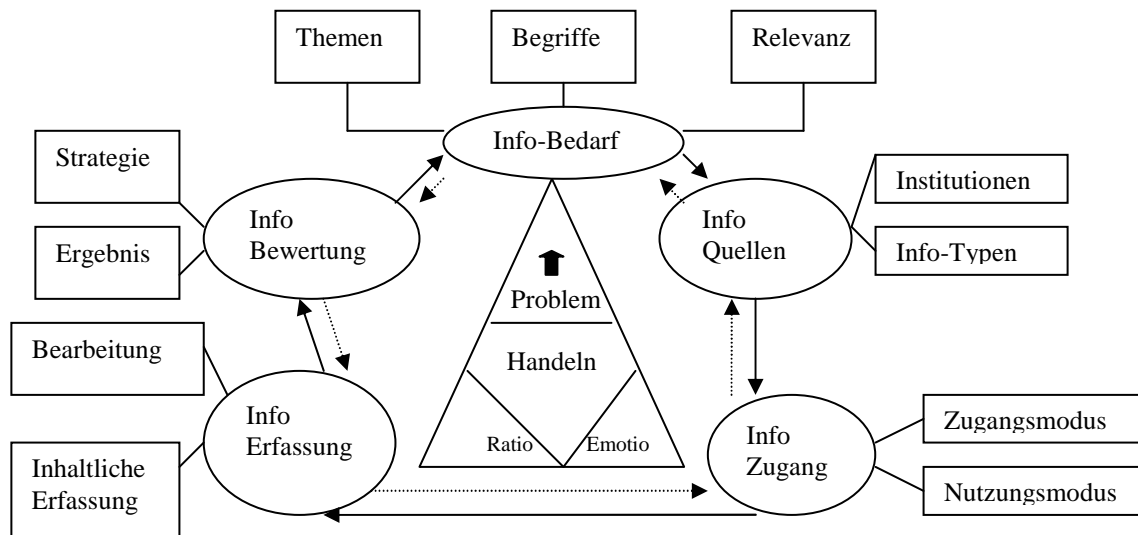 Themen
Begriffe
Relevanz
Info-Bedarf
Strategie
Ergebnis
Info
Bewertung
Info
Quellen
Institutionen
Info-Typen
Problem
Handeln
Ratio
Emotio
Bearbeitung
Inhaltliche
Erfassung
Info
Erfassung
Info
Zugang
Zugangsmodus
Nutzungsmodus